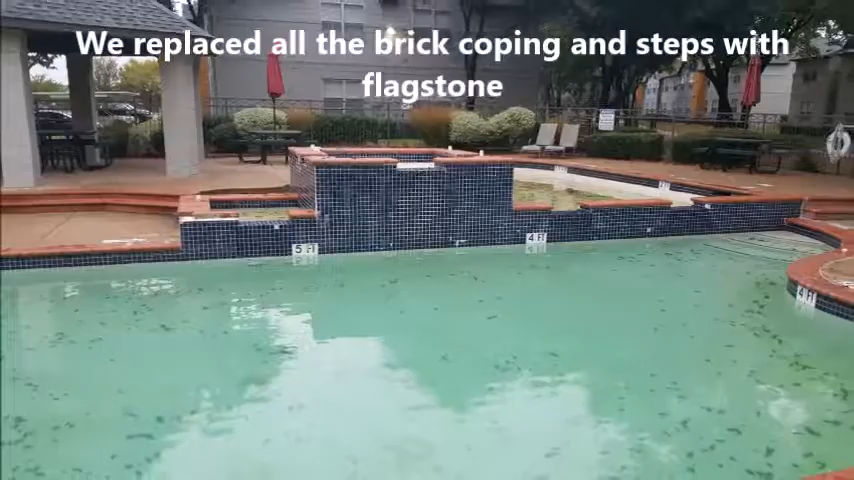 We replaced all the brick coping and steps with
flagstone
5 FT
4 FT
4 FT